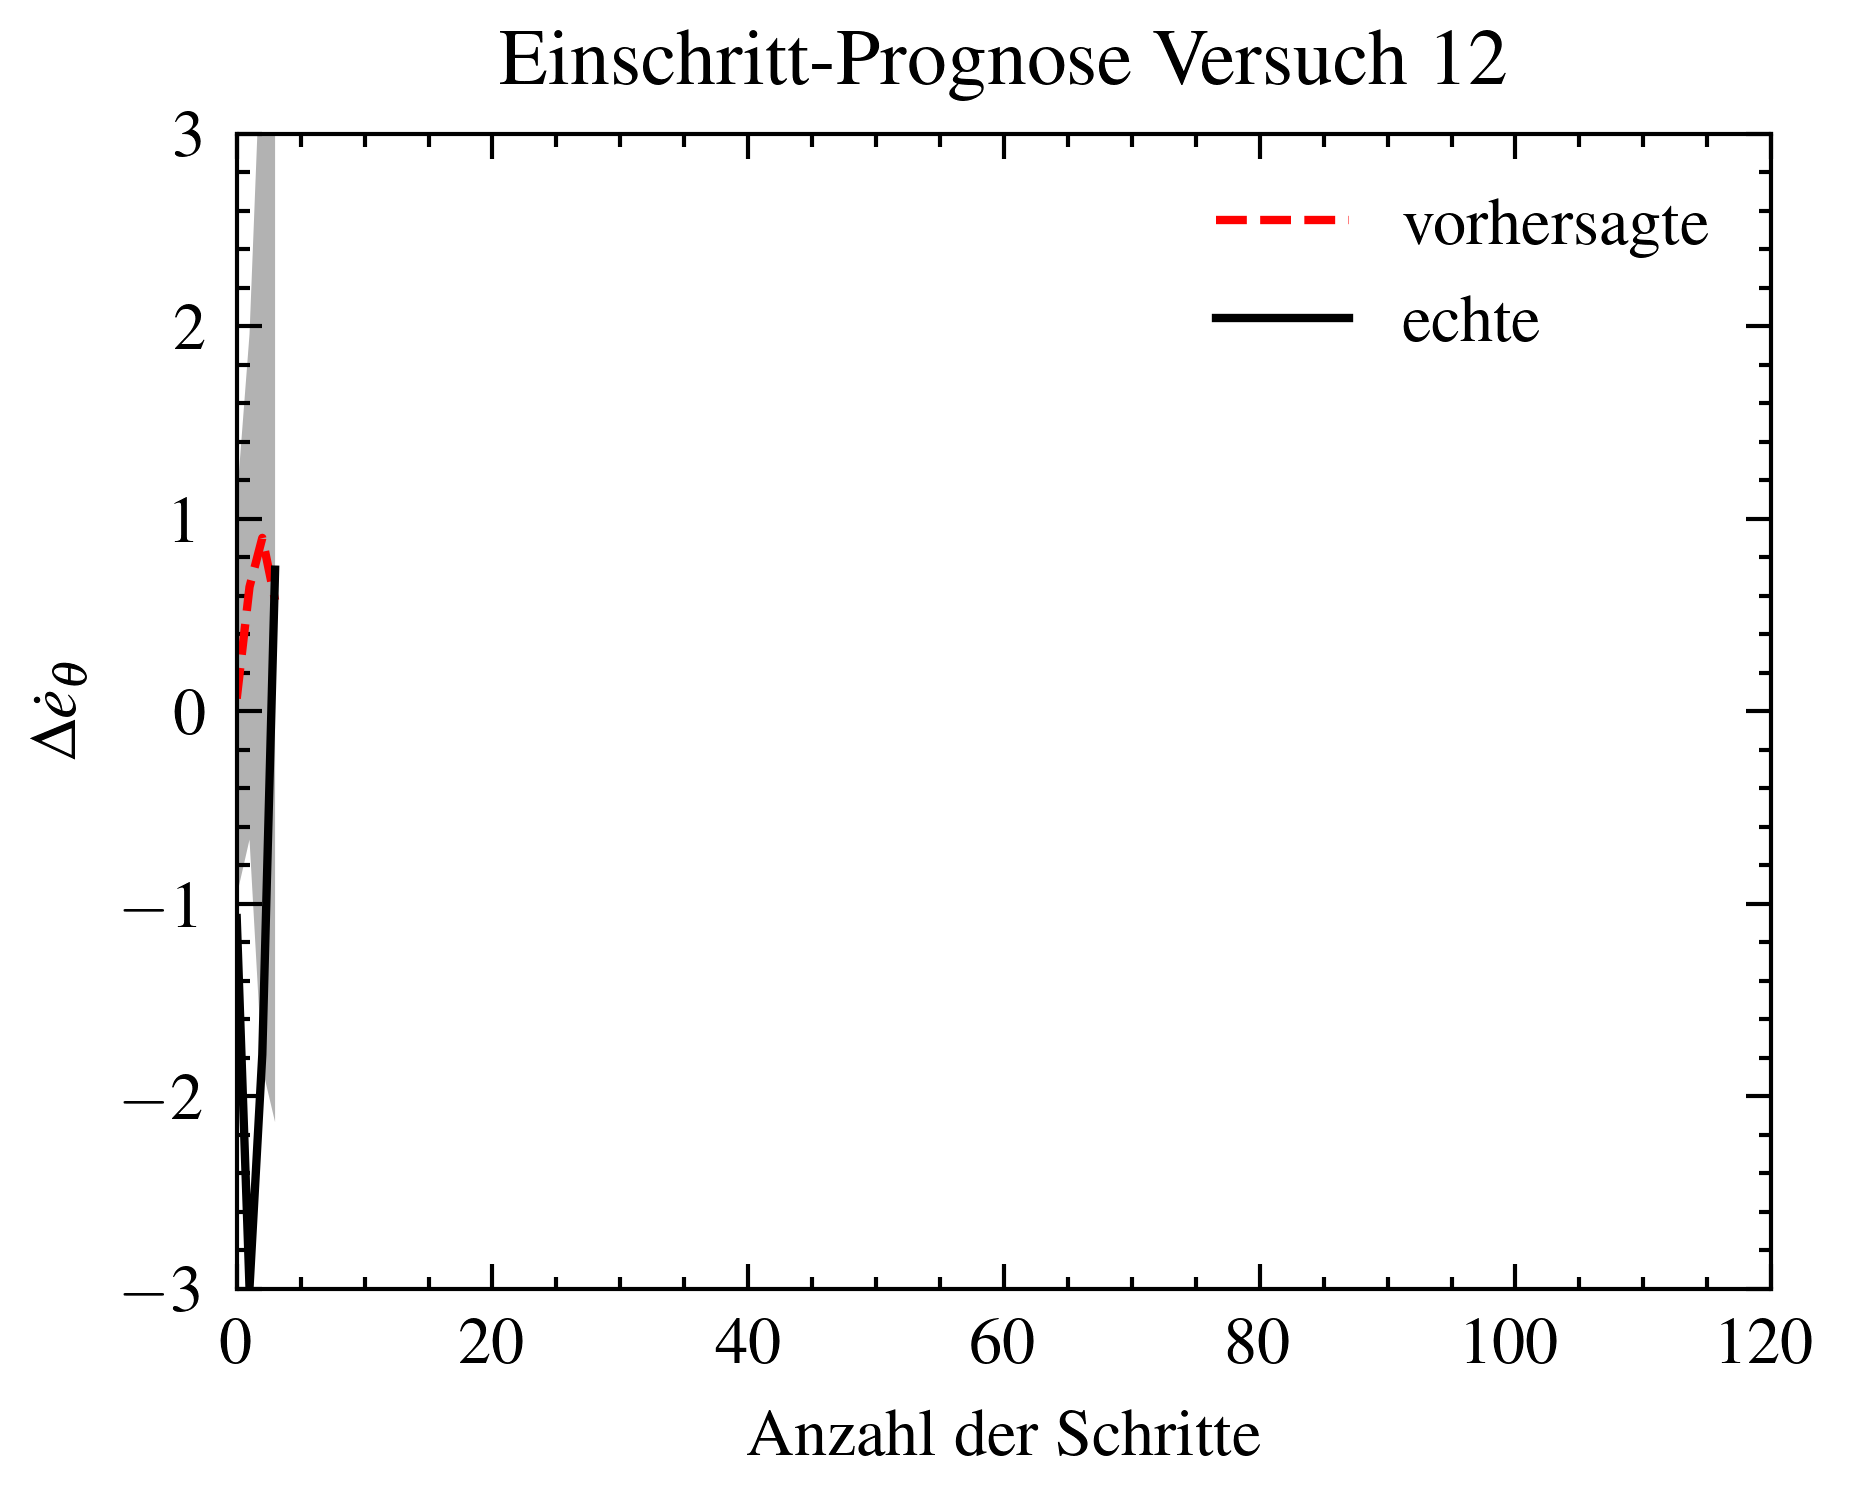 Einschritt-Prognose Versuch 12
3
2
1
0
−1
−2
−3
Δė_θ
vorhersagte
echte
0 20 40 60 80 100 120
Anzahl der Schritte